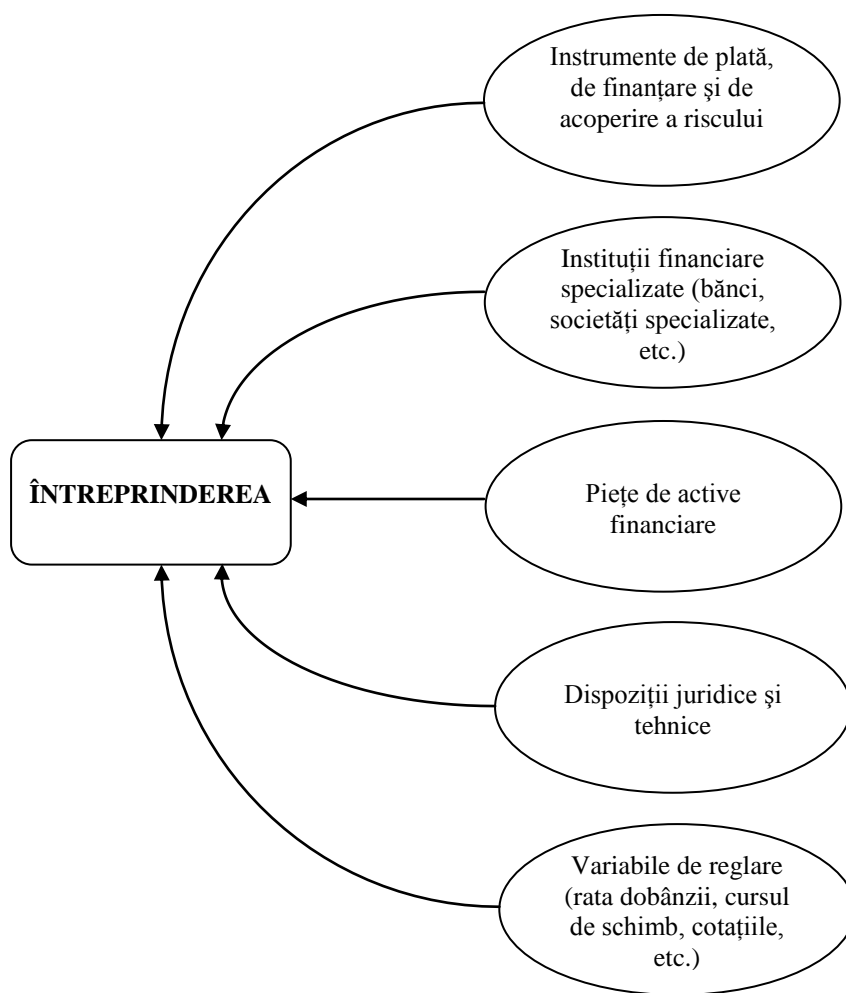 Instrumente de plată,
de finanțare şi de
acoperire a riscului
Instituții financiare
specializate (bănci,
societăți specializate,
etc.)
ÎNTREPRINDEREA
Piețe de active
financiare
Dispoziții juridice şi
tehnice
Variabile de reglare
(rata dobânzii, cursul
de schimb, cotațiile,
etc.)